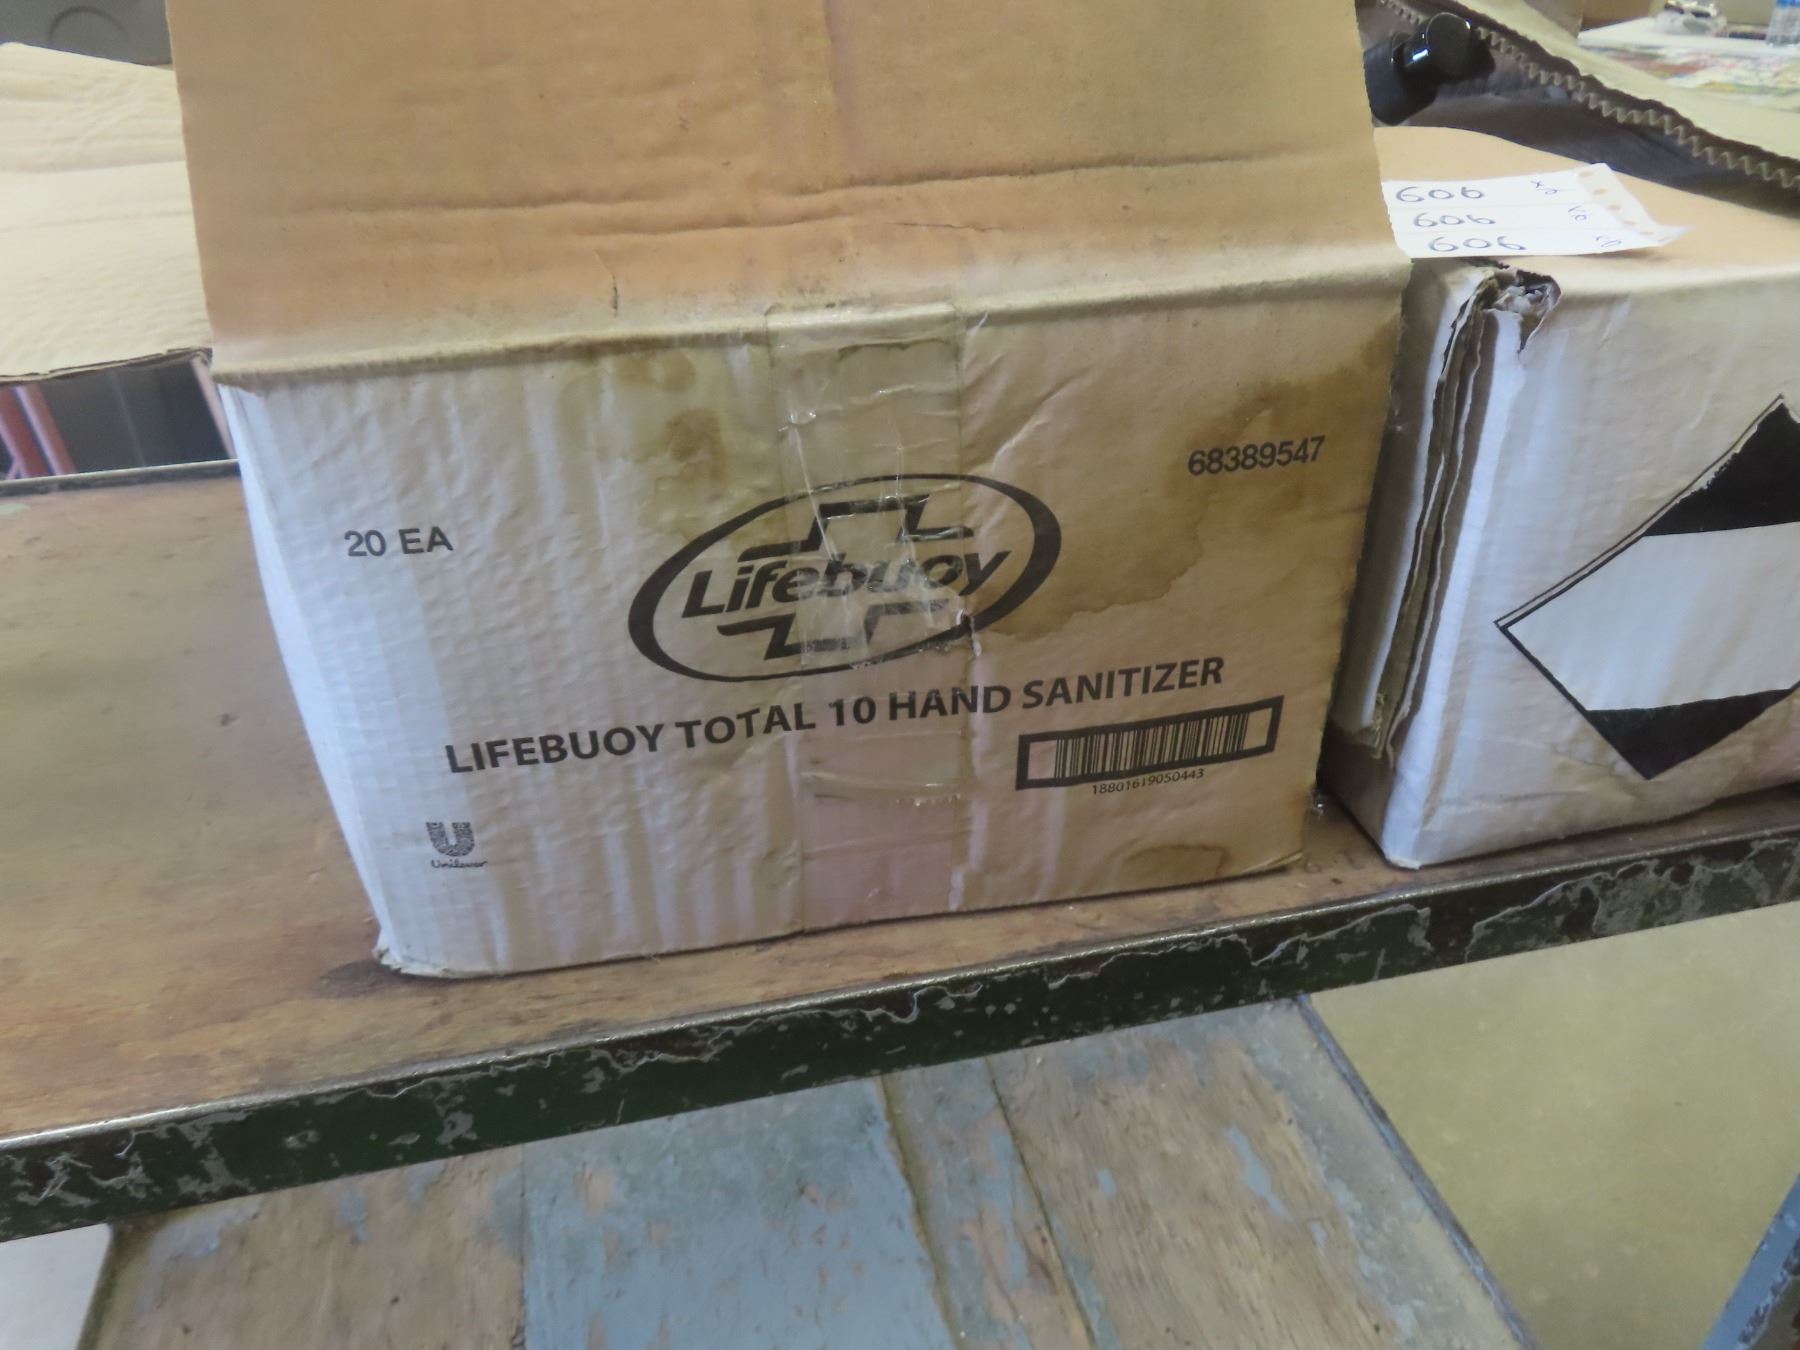 606
606
606
68389547
20 EA
Lifebuoy
LIFEBUOY TOTAL 10 HAND SANITIZER
18801619050443
Unilever